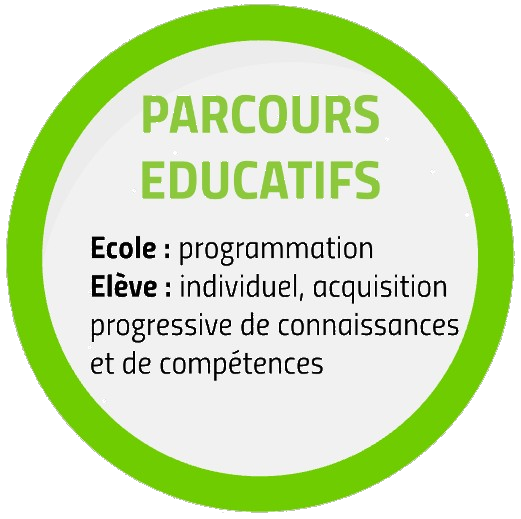 PARCOURS
EDUCATIFS
Ecole : programmation
Elève : individuel, acquisition
progressive de connaissances
et de compétences